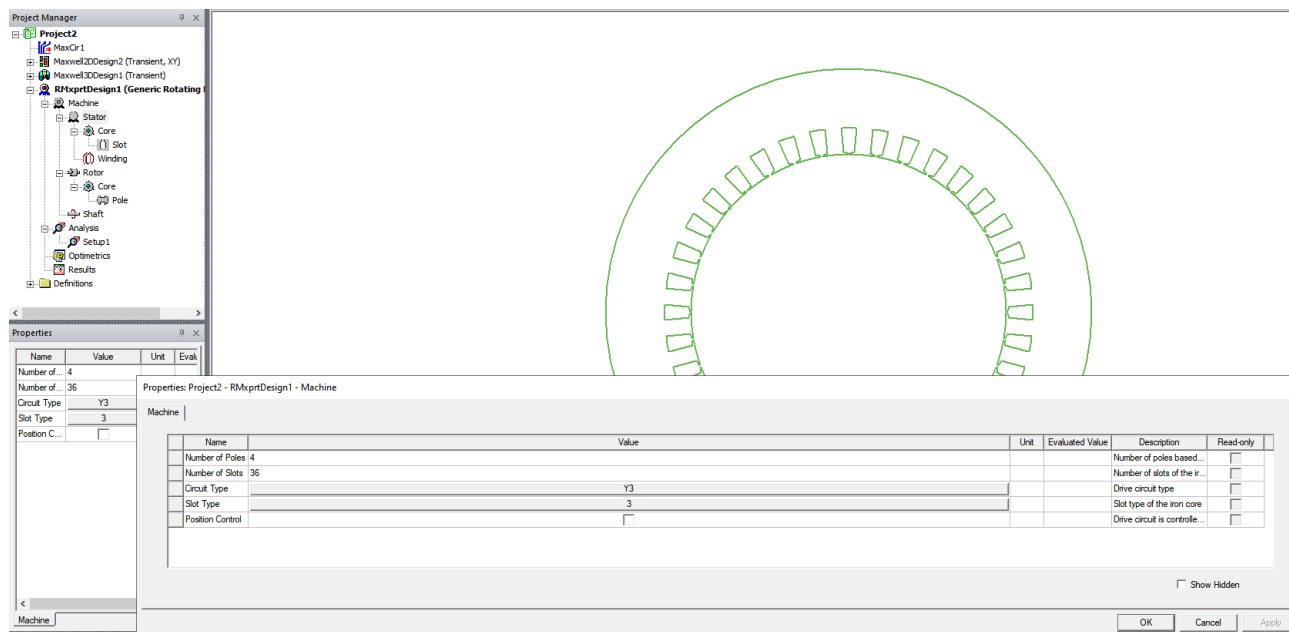 Project Manager
Project2
MaxCir1
Maxwell2DDesign2 (Transient, XY)
Maxwell3DDesign1 (Transient)
RMxprtDesign1 (Generic Rotating
Machine
Stator
Core
Slot
Winding
Rotor
Core
Pole
Shaft
Analysis
Setup1
Optimetrics
Results
Definitions
Properties
Name Value Unit Evalu
Number of... 4
Number of... 36
Circuit Type Y3
Slot Type 3
Position C...
Machine
Properties: Project2 - RMxprtDesign1 - Machine
Machine
Name Value Unit Evaluated Value Description Read-only
Number of Poles 4 Number of poles based...
Number of Slots 36 Number of slots of the ir...
Circuit Type Y3 Drive circuit type
Slot Type 3 Slot type of the iron core
Position Control Drive circuit is controlle...
Show Hidden
OK Cancel Apply